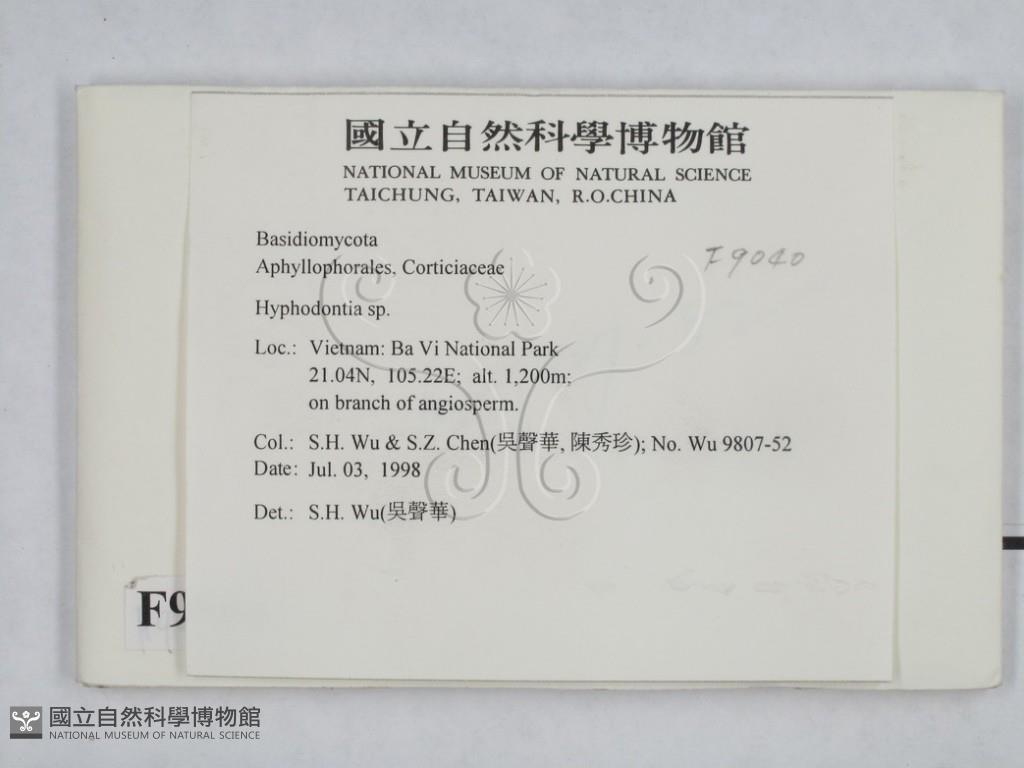 國立自然科學博物館
NATIONAL MUSEUM OF NATURAL SCIENCE
TAICHUNG, TAIWAN, R.O.CHINA
Basidiomycota
F9040
Aphyllophorales, Corticiaceae
Hyphodontia sp.
Loc.: Vietnam: Ba Vi National Park
21.04N, 105.22E; alt. 1,200m;
on branch of angiosperm.
Col.: S.H. Wu & S.Z. Chen(吳聲華, 陳秀珍); No. Wu 9807-52
Date: Jul. 03, 1998
Det.: S.H. Wu(吳聲華)
F9
國立自然科學博物館
NATIONAL MUSEUM OF NATURAL SCIENCE